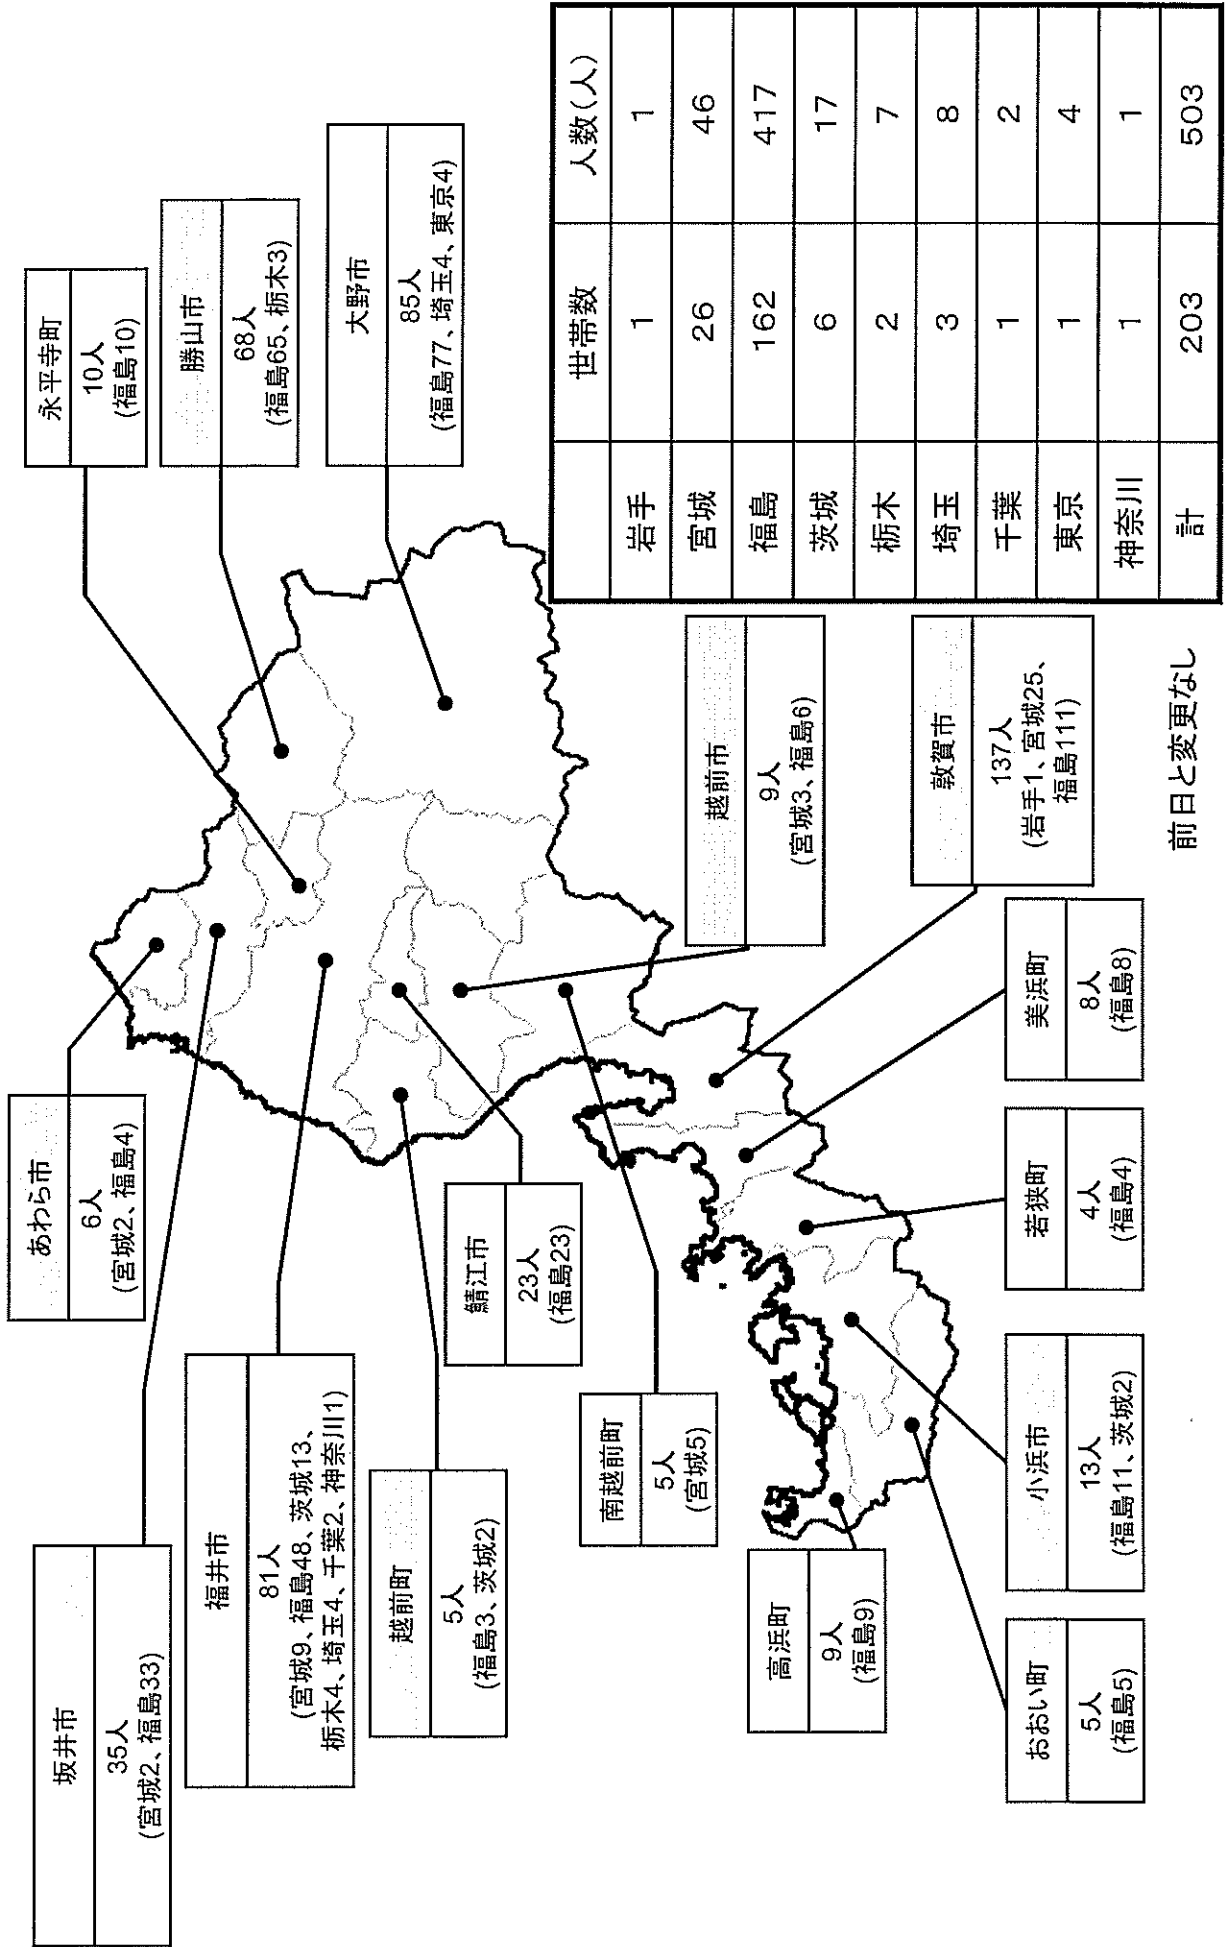 坂井市
35人
(宮城2、福島33)
あわら市
6人
(宮城2、福島4)
永平寺町
10人
(福島10)
勝山市
68人
(福島65、栃木3)
大野市
85人
(福島77、埼玉4、東京4)
福井市
81人
(宮城9、福島48、茨城13、
栃木4、埼玉4、千葉2、神奈川1)
越前町
5人
(福島3、茨城2)
鯖江市
23人
(福島23)
南越前町
5人
(宮城5)
越前市
9人
(宮城3、福島6)
敦賀市
137人
(岩手1、宮城25、
福島111)
高浜町
9人
(福島9)
おおい町
5人
(福島5)
小浜市
13人
(福島11、茨城2)
若狭町
4人
(福島4)
美浜町
8人
(福島8)
世帯数 人数(人)
岩手 1 1
宮城 26 46
福島 162 417
茨城 6 17
栃木 2 7
埼玉 3 8
千葉 1 2
東京 1 4
神奈川 1 1
計 203 503
前日と変更なし